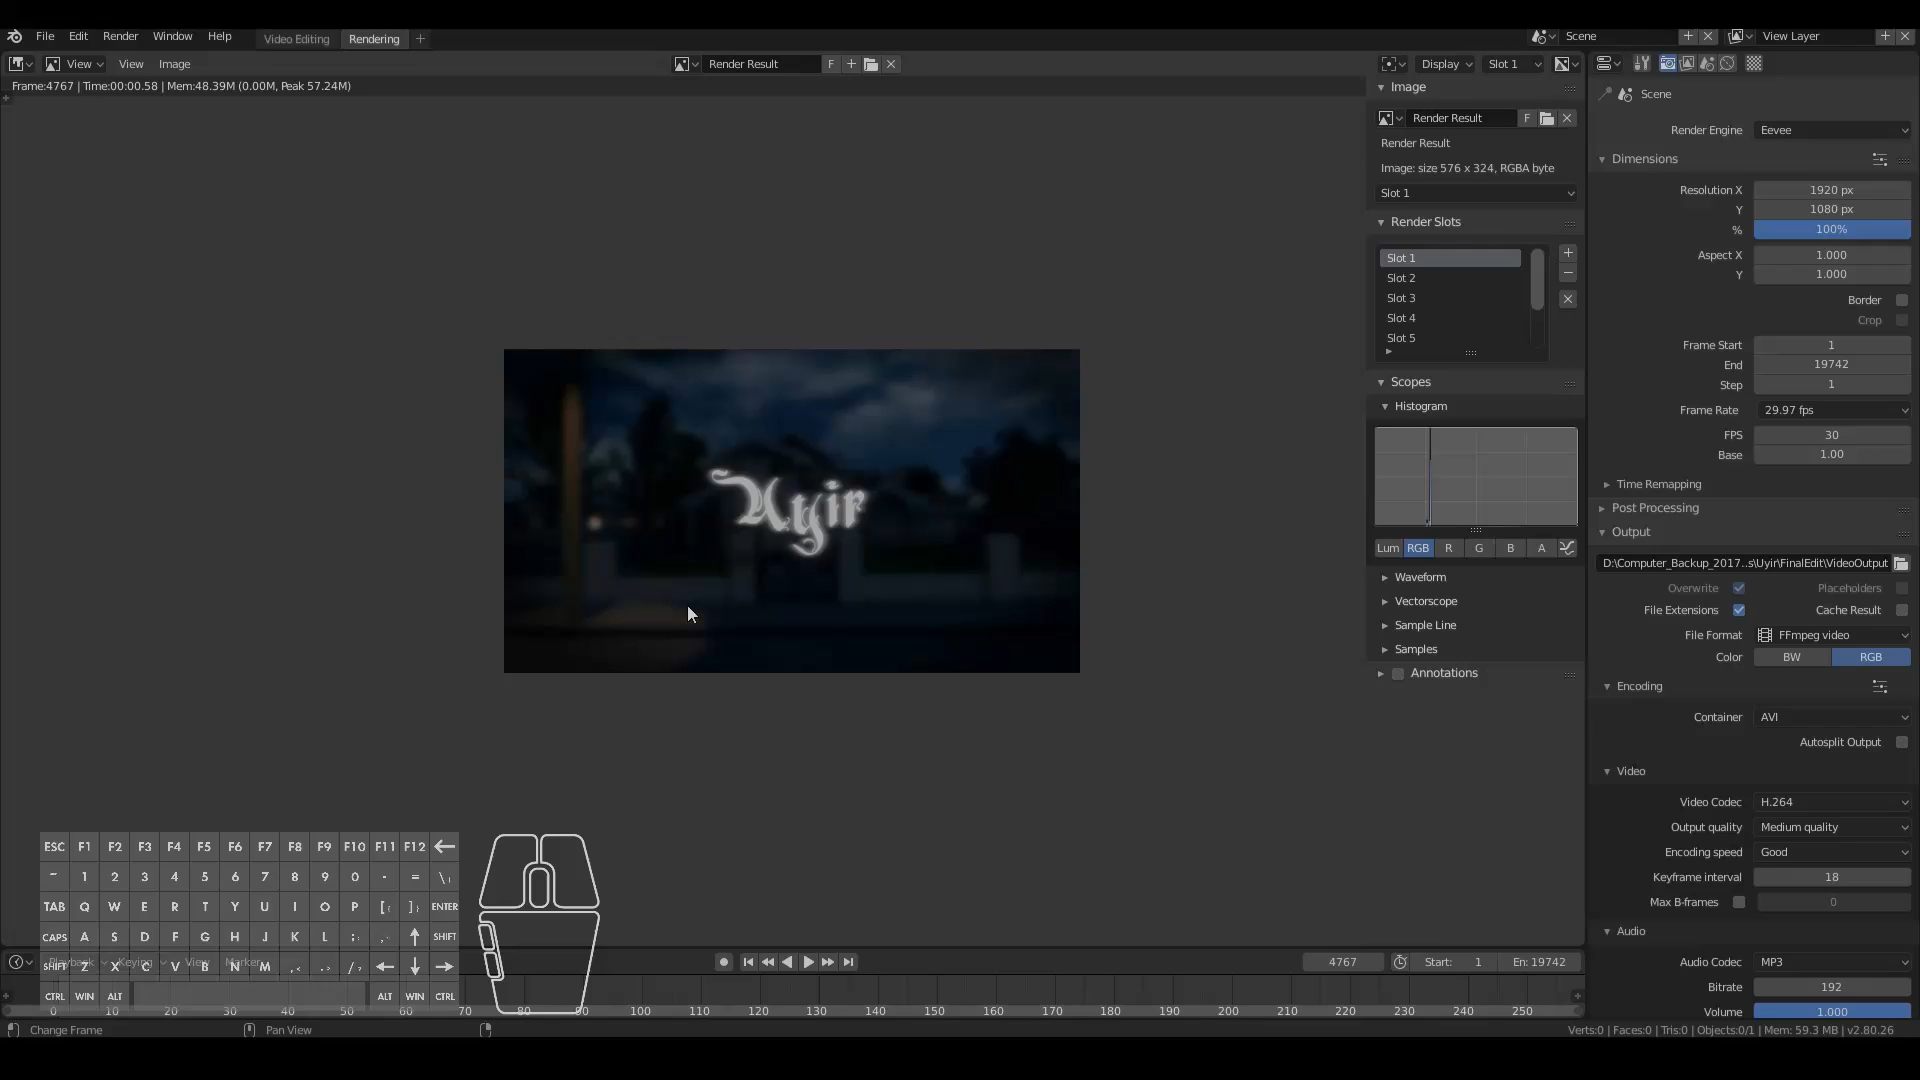 File Edit Render Window Help Video Editing Rendering Scene View Layer
View View Image Render Result F Display Slot 1
Frame:4767 | Time:00:00.58 | Mem:48.39M (0.00M, Peak 57.24M)
Image
Render Result F
Render Result
Image: size 576 x 324, RGBA byte
Slot 1
Render Slots
Slot 1
Slot 2
Slot 3
Slot 4
Slot 5
Scopes
Histogram
Lum RGB R G B A
Waveform
Vectorscope
Sample Line
Samples
Annotations
Scene
Render Engine Eevee
Dimensions
Resolution X 1920 px
Y 1080 px
% 100%
Aspect X 1.000
Y 1.000
Border
Crop
Frame Start 1
End 19742
Step 1
Frame Rate 29.97 fps
FPS 30
Base 1.00
Time Remapping
Post Processing
Output
D:\Computer_Backup_2017..s\Uyir\FinalEdit\VideoOutput
Overwrite Placeholders
File Extensions Cache Result
File Format FFmpeg video
Color BW RGB
Encoding
Container AVI
Autosplit Output
Video
Video Codec H.264
Output quality Medium quality
Encoding speed Good
Keyframe interval 18
Max B-frames 0
Audio
Audio Codec MP3
Bitrate 192
Volume 1.000
Uyir
ESC F1 F2 F3 F4 F5 F6 F7 F8 F9 F10 F11 F12
~ 1 2 3 4 5 6 7 8 9 0 - = \
TAB Q W E R T Y U I O P [ ] ENTER
CAPS A S D F G H J K L ; SHIFT
SHIFT Z X C V B N M
CTRL WIN ALT ALT WIN CTRL
Playback Keying View Marker 4767 Start: 1 En: 19742
0 10 20 30 40 50 60 70 80 90 100 110 120 130 140 150 160 170 180 190 200 210 220 230 240 250
Change Frame Pan View Verts:0 | Faces:0 | Tris:0 | Objects:0/1 | Mem: 59.3 MB | v2.80.26